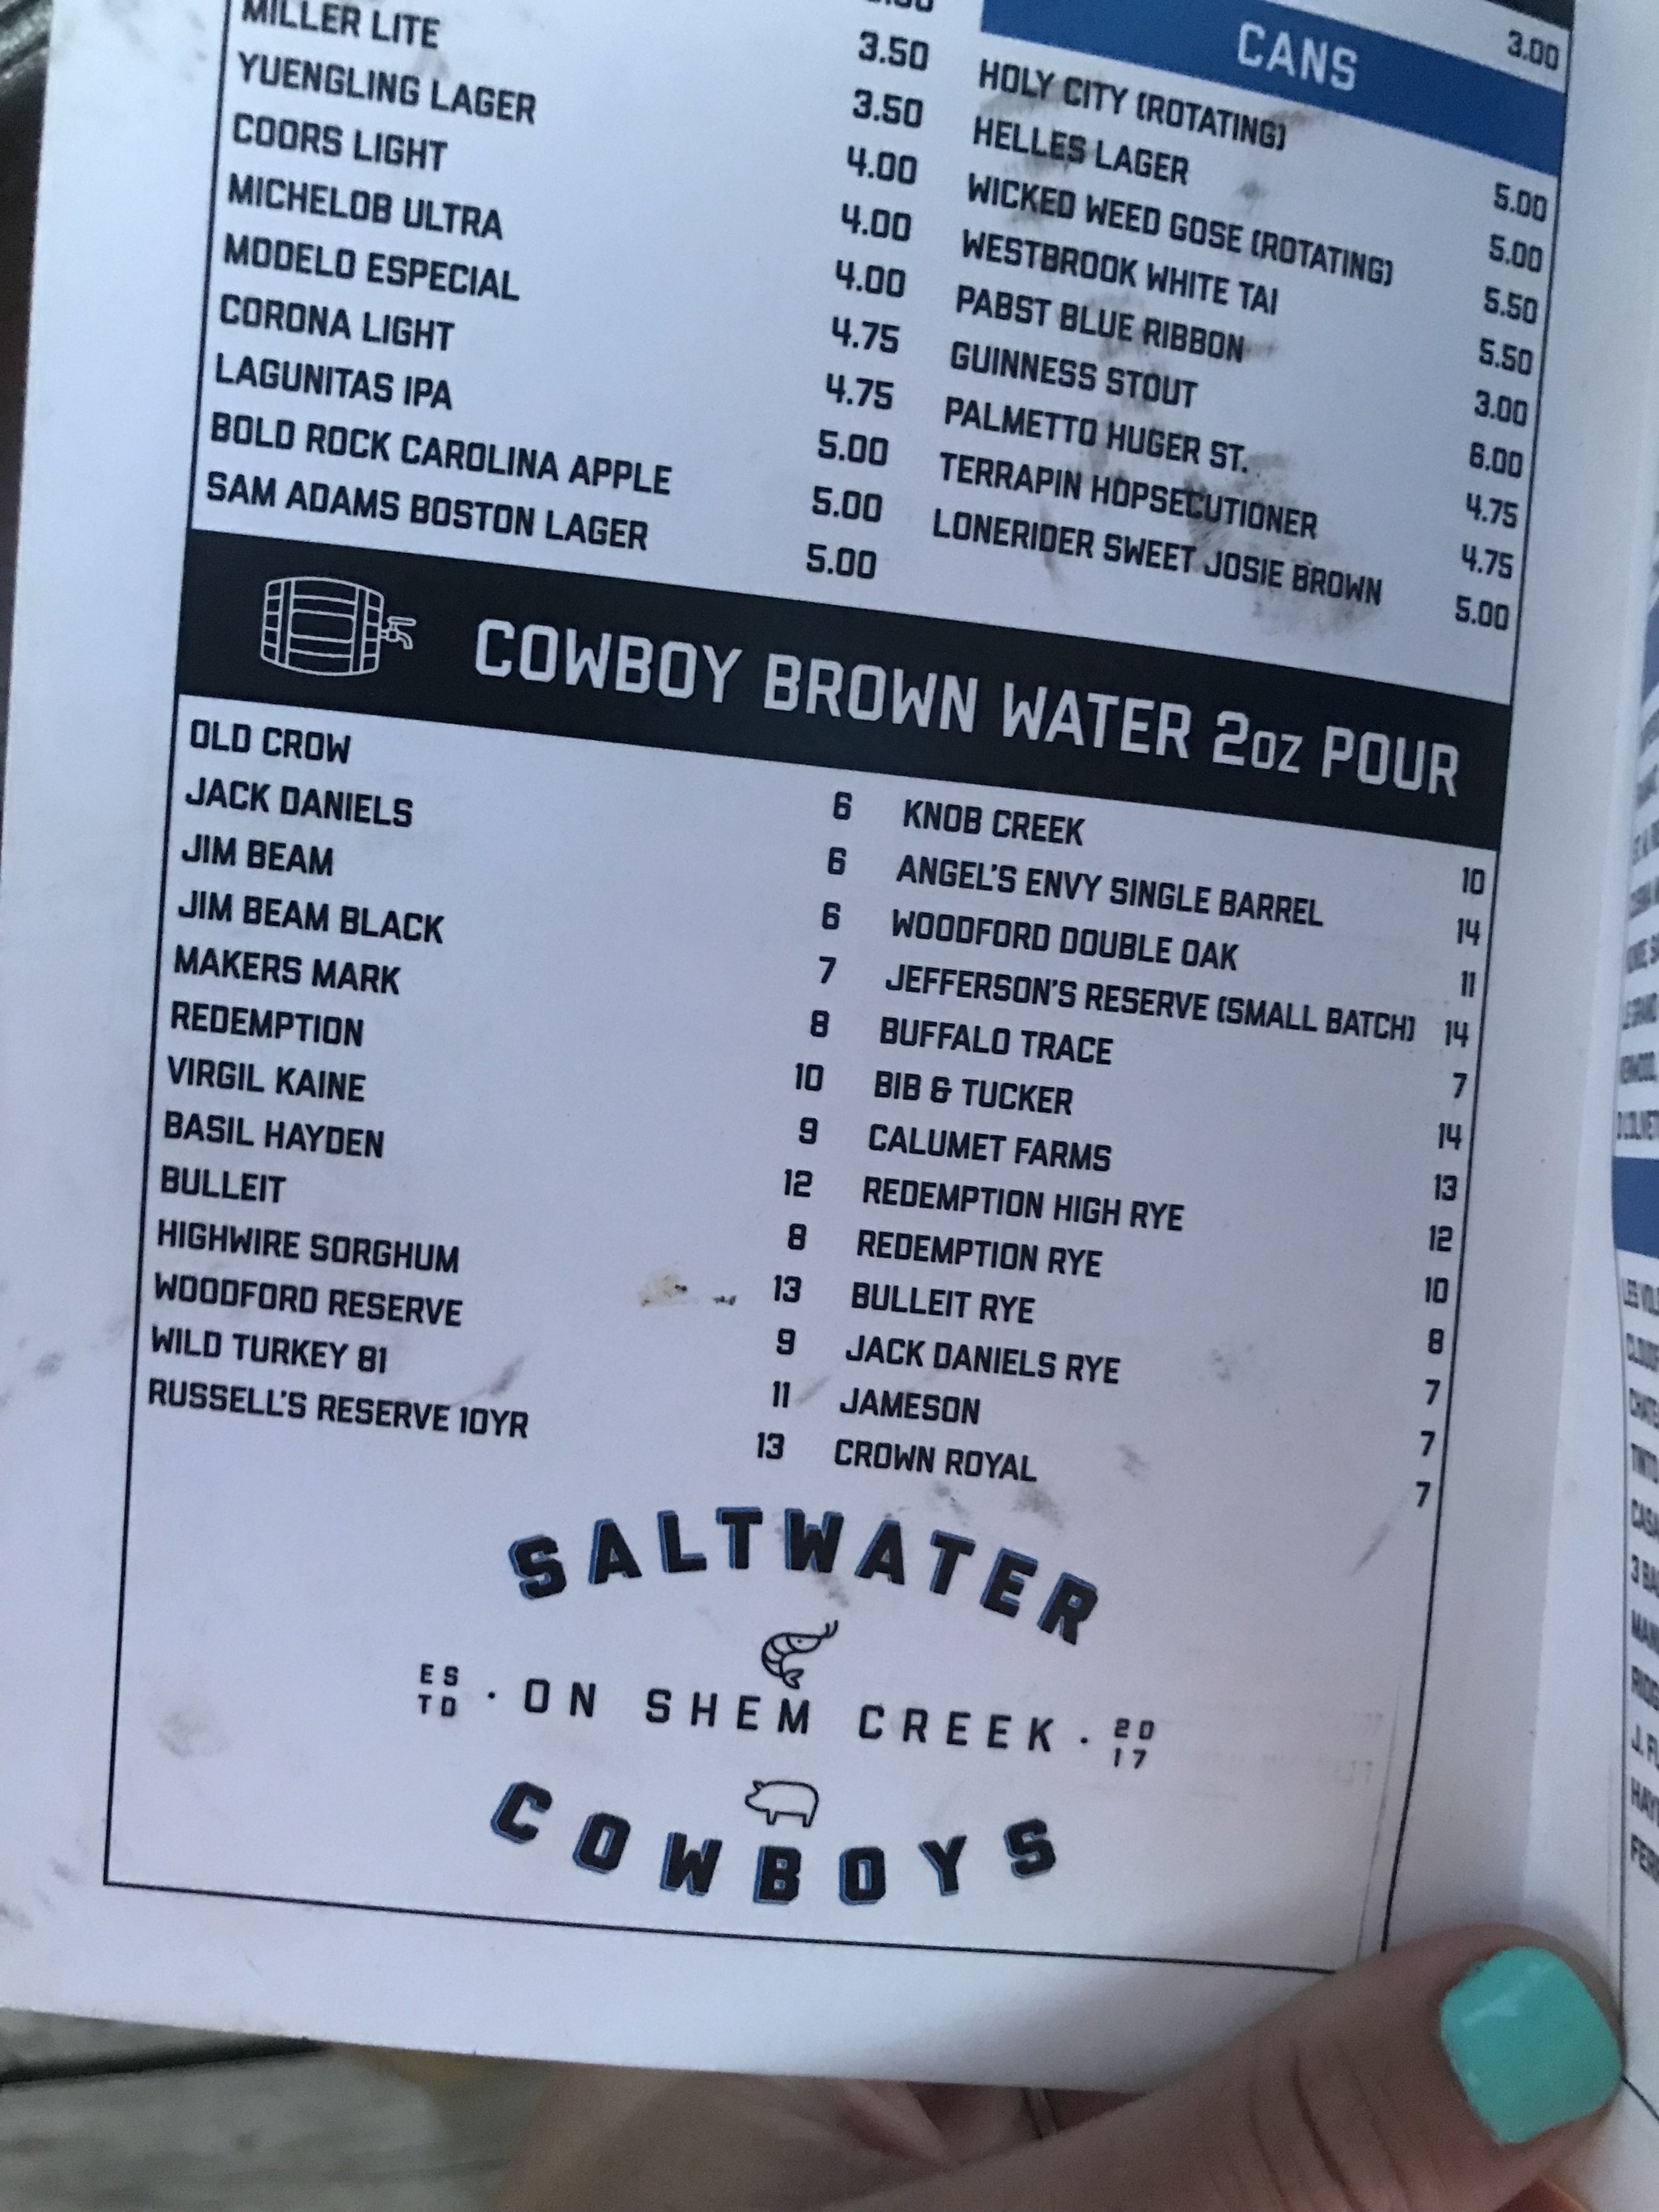 3.50
MILLER LITE 3.50
YUENGLING LAGER 4.00
COORS LIGHT 4.00
MICHELOB ULTRA 4.00
MODELO ESPECIAL 4.75
CORONA LIGHT 4.75
LAGUNITAS IPA 5.00
BOLD ROCK CAROLINA APPLE 5.00
SAM ADAMS BOSTON LAGER 5.00
3.00
CANS
HOLY CITY (ROTATING) 5.00
HELLES LAGER 5.00
WICKED WEED GOSE (ROTATING) 5.50
WESTBROOK WHITE TAI 5.50
PABST BLUE RIBBON 3.00
GUINNESS STOUT 6.00
PALMETTO HUGER ST. 4.75
TERRAPIN HOPSECUTIONER 4.75
LONERIDER SWEET JOSIE BROWN 5.00
COWBOY BROWN WATER 2oz POUR
OLD CROW 6
JACK DANIELS 6
JIM BEAM 6
JIM BEAM BLACK 7
MAKERS MARK 8
REDEMPTION 10
VIRGIL KAINE 9
BASIL HAYDEN 12
BULLEIT 8
HIGHWIRE SORGHUM 13
WOODFORD RESERVE 9
WILD TURKEY 81 11
RUSSELL'S RESERVE 10YR 13
KNOB CREEK 10
ANGEL'S ENVY SINGLE BARREL 14
WOODFORD DOUBLE OAK 11
JEFFERSON'S RESERVE (SMALL BATCH) 14
BUFFALO TRACE 7
BIB & TUCKER 14
CALUMET FARMS 13
REDEMPTION HIGH RYE 12
REDEMPTION RYE 10
BULLEIT RYE 8
JACK DANIELS RYE 7
JAMESON 7
CROWN ROYAL 7
SALTWATER
ESTD · ON SHEM CREEK · 2017
COWBOYS